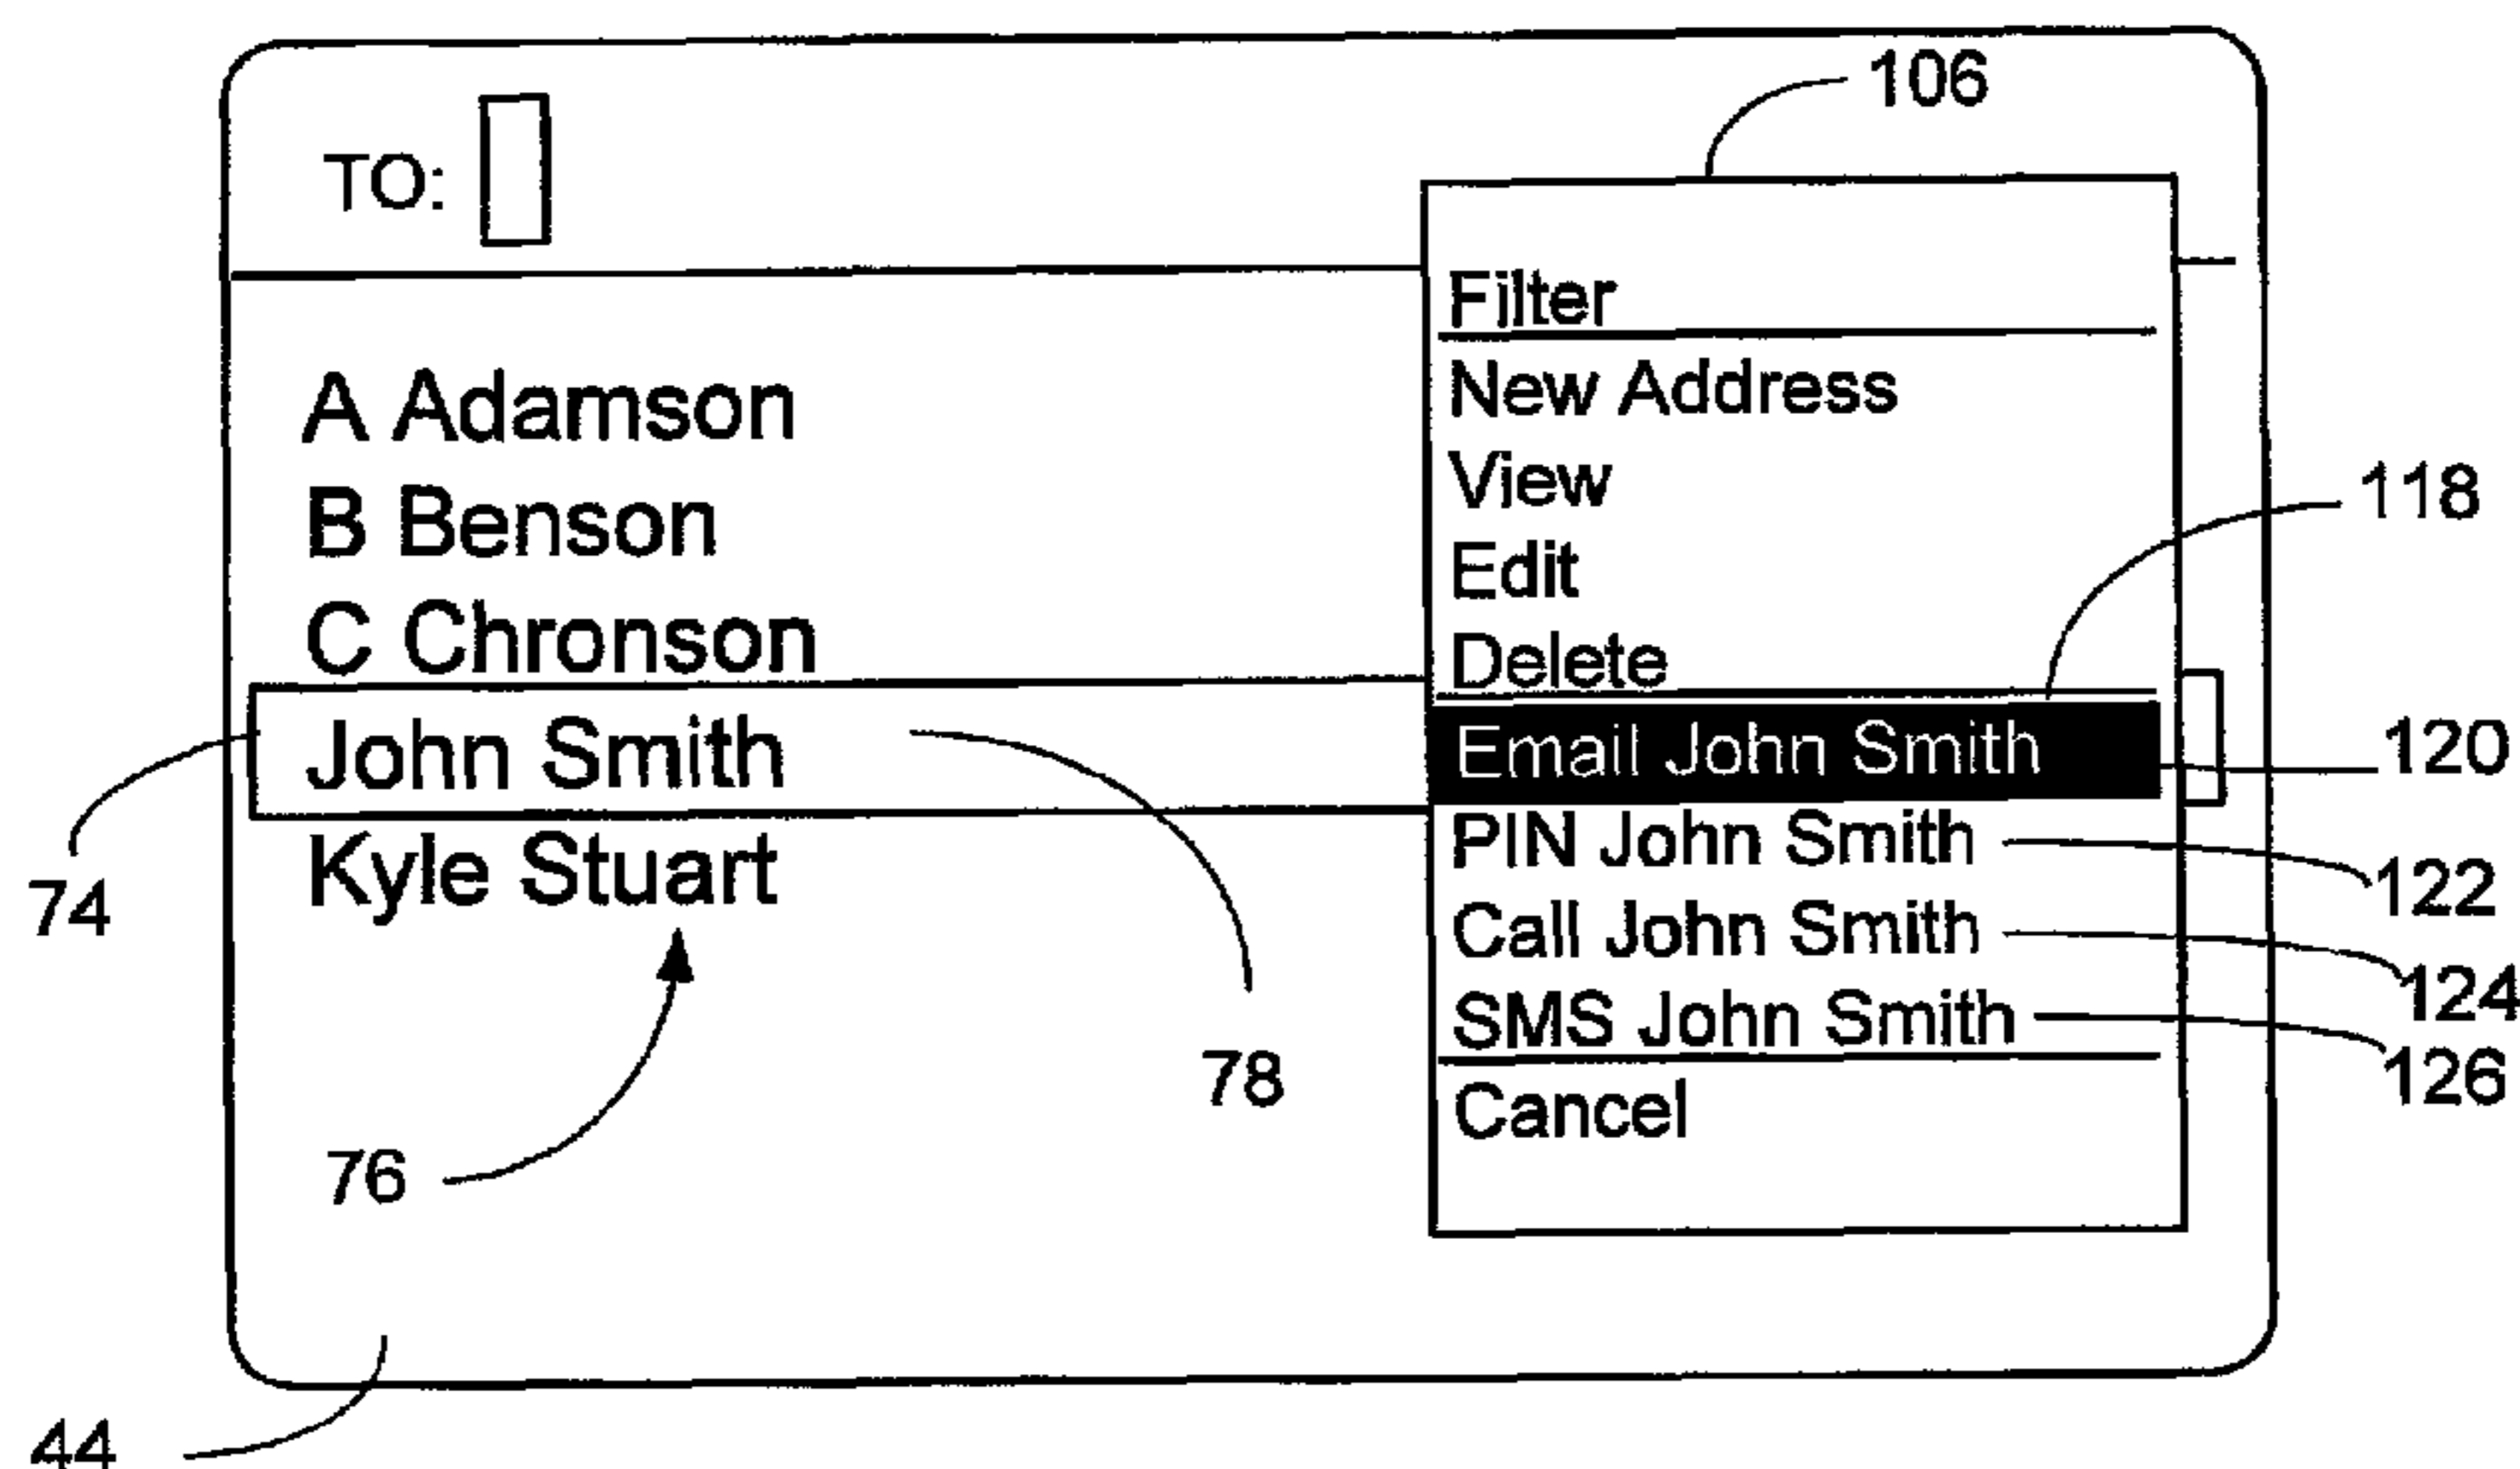 106
TO:
Filter
New Address
View
Edit
Delete
Email John Smith
PIN John Smith
Call John Smith
SMS John Smith
Cancel
A Adamson
B Benson
C Chronson
John Smith
Kyle Stuart
118
120
122
124
126
74
78
76
44